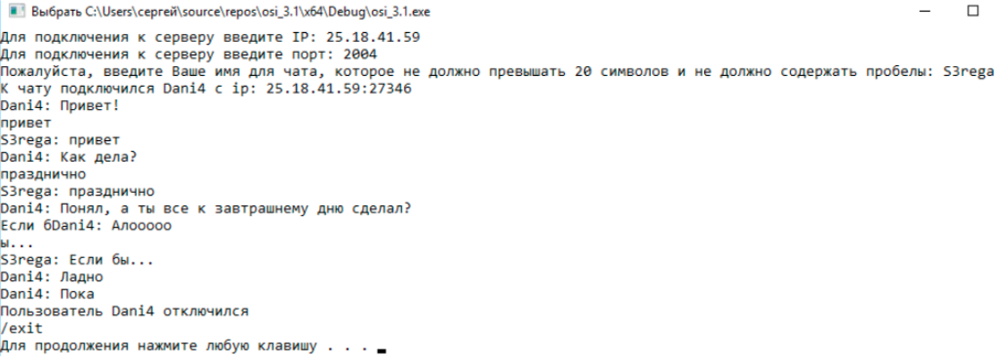 Выбрать C:\Users\сергей\source\repos\osi_3.1\x64\Debug\osi_3.1.exe
Для подключения к серверу введите IP: 25.18.41.59
Для подключения к серверу введите порт: 2004
Пожалуйста, введите Ваше имя для чата, которое не должно превышать 20 символов и не должно содержать пробелы: S3rega
К чату подключился Dani4 с ip: 25.18.41.59:27346
Dani4: Привет!
привет
S3rega: привет
Dani4: Как дела?
празднично
S3rega: празднично
Dani4: Понял, а ты все к завтрашнему дню сделал?
Если бDani4: Алооооо
ы...
S3rega: Если бы...
Dani4: Ладно
Dani4: Пока
Пользователь Dani4 отключился
/exit
Для продолжения нажмите любую клавишу . . .